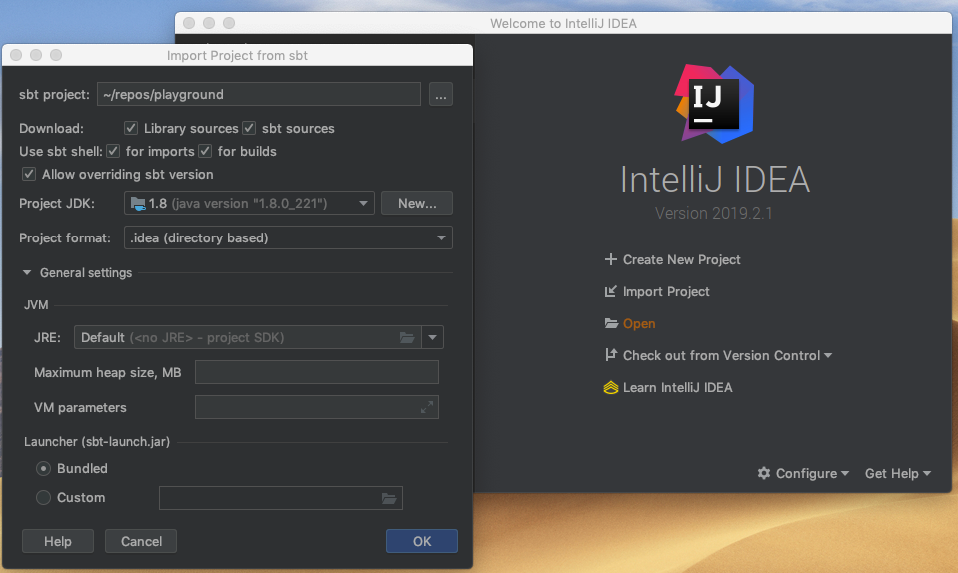 Welcome to IntelliJ IDEA
Import Project from sbt
sbt project: ~/repos/playground ...
Download: Library sources sbt sources
Use sbt shell: for imports for builds
Allow overriding sbt version
Project JDK: 1.8 (java version "1.8.0_221") New...
Project format: .idea (directory based)
General settings
JVM
JRE: Default (<no JRE> - project SDK)
Maximum heap size, MB
VM parameters
Launcher (sbt-launch.jar)
Bundled
Custom
Help Cancel OK
IJ
IntelliJ IDEA
Version 2019.2.1
Create New Project
Import Project
Open
Check out from Version Control
Learn IntelliJ IDEA
Configure Get Help